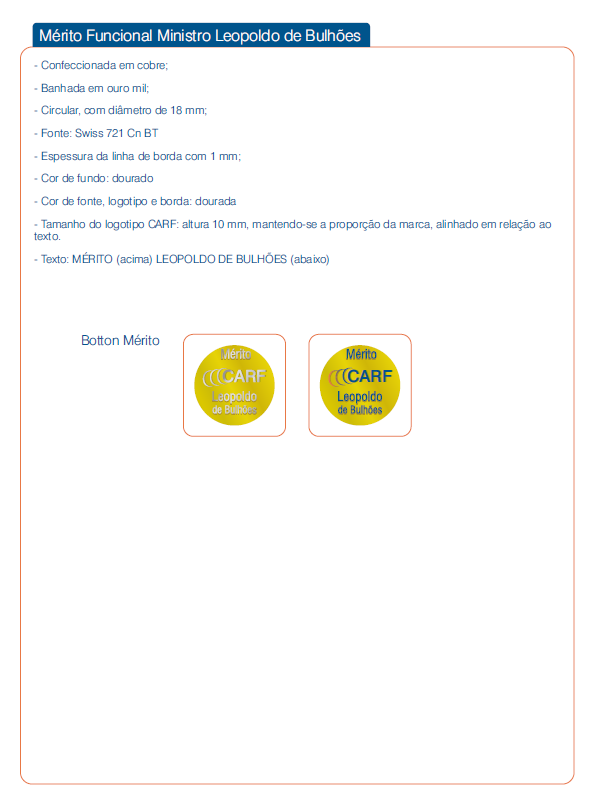 Mérito Funcional Ministro Leopoldo de Bulhões
- Confeccionada em cobre;
- Banhada em ouro mil;
- Circular, com diâmetro de 18 mm;
- Fonte: Swiss 721 Cn BT
- Espessura da linha de borda com 1 mm;
- Cor de fundo: dourado
- Cor de fonte, logotipo e borda: dourada
- Tamanho do logotipo CARF: altura 10 mm, mantendo-se a proporção da marca, alinhado em relação ao
texto.
- Texto: MÉRITO (acima) LEOPOLDO DE BULHÕES (abaixo)
Botton Mérito
Mérito
CARF
Leopoldo
de Bulhões
Mérito
CARF
Leopoldo
de Bulhões